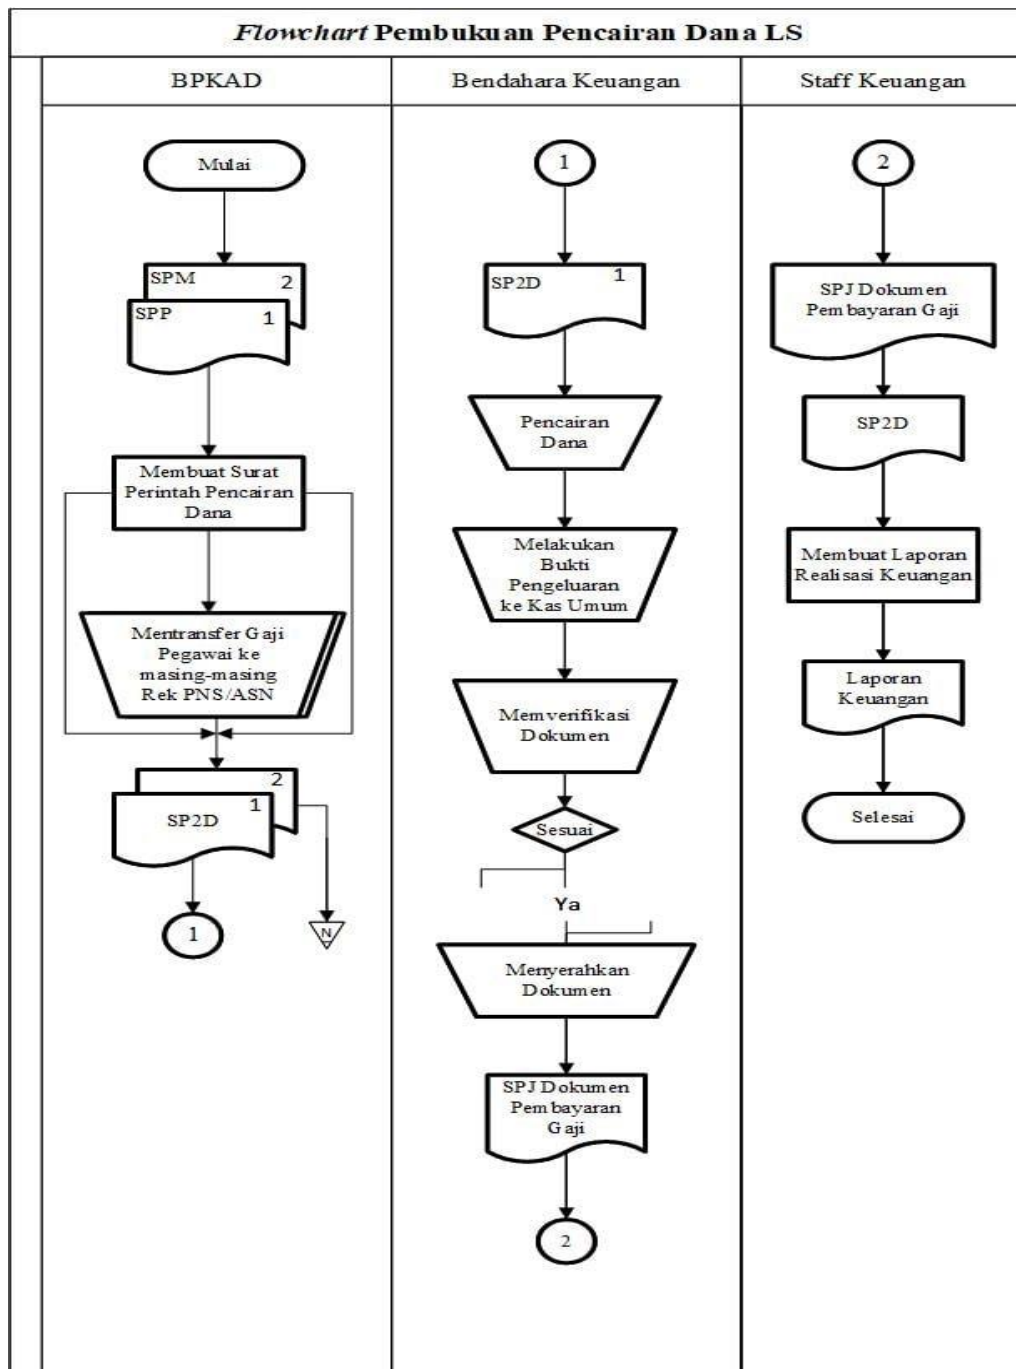 Flowchart Pembukuan Pencairan Dana LS
BPKAD
Bendahara Keuangan
Staff Keuangan
Mulai
SPM
2
SPP
1
Membuat Surat
Perintah Pencairan
Dana
Mentransfer Gaji
Pegawai ke
masing-masing
Rek PNS/ASN
2
1
SP2D
1
N
1
SP2D
1
Pencairan
Dana
Melakukan
Bukti
Pengeluaran
ke Kas Umum
Memverifikasi
Dokumen
Sesuai
Ya
Menyerahkan
Dokumen
SPJ Dokumen
Pembayaran
Gaji
2
2
SPJ Dokumen
Pembayaran Gaji
SP2D
Membuat Laporan
Realisasi Keuangan
Laporan
Keuangan
Selesai